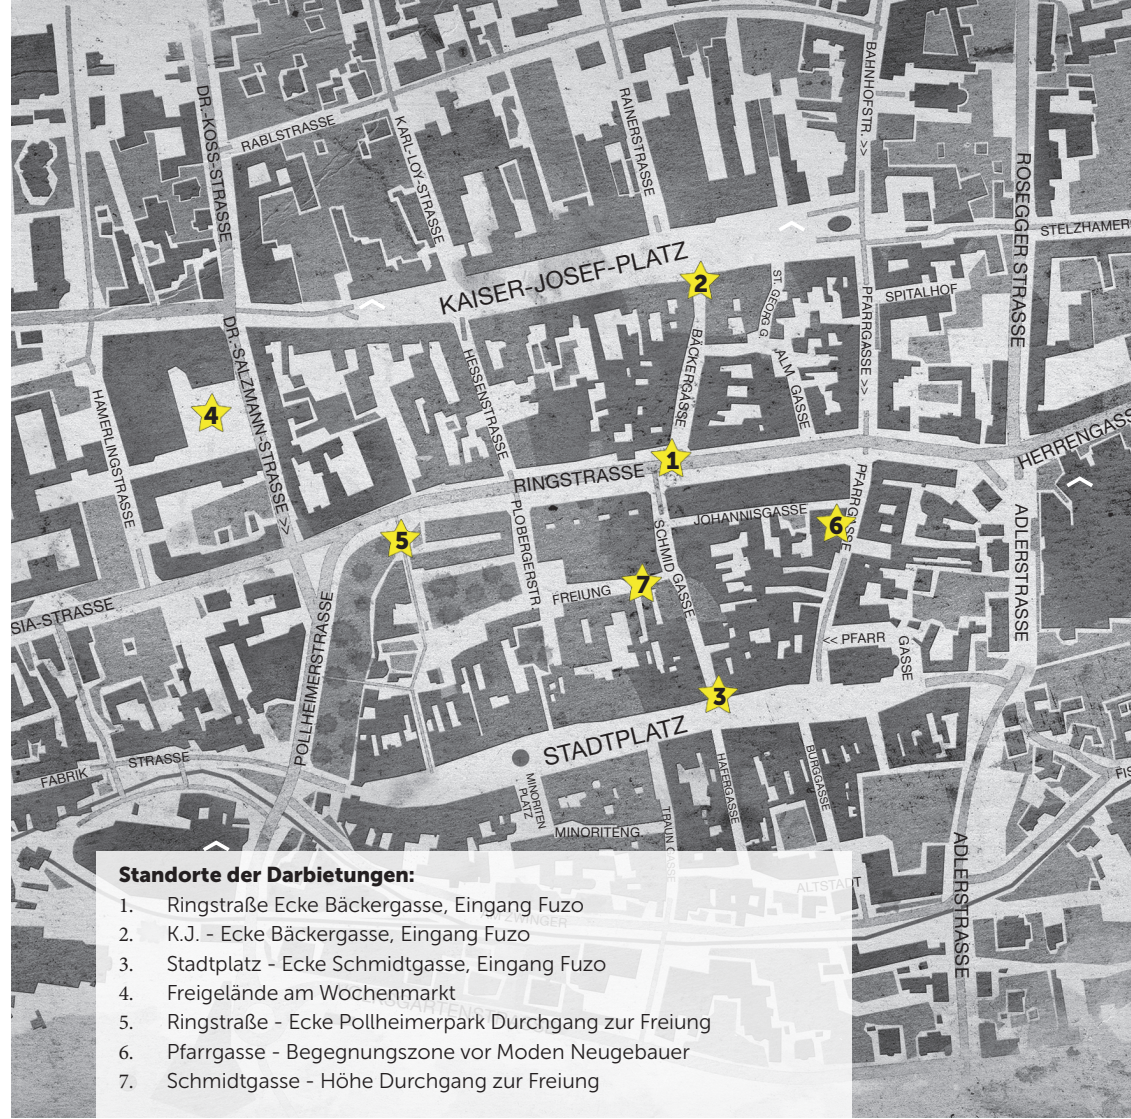 BAHNHOFSTR. >>
DR.-KOSS-STRASSE
RABLSTRASSE
KARL-LOY-STRASSE
RAINERSTRASSE
ROSEGGER STRASSE
STELZHAMER
KAISER-JOSEF-PLATZ
2
ST. GEORG G.
SPITALHOF
PFARRGASSE >>
DR.-SALZMANN-STRASSE >>
HESSENSTRASSE
BÄCKERGASSE
ALM GASSE
HAMERLINGSTRASSE
4
1
RINGSTRASSE
HERRENGASS
PLOBERGERSTR.
SCHMID GASSE
JOHANNISGASSE
6
PFARRGASSE
ADLERSTRASSE
5
7
FREIUNG
SIA-STRASSE
POLLHEIMERSTRASSE
<< PFARR
GASSE
3
STADTPLATZ
FABRIK
STRASSE
MINORITEN
PLATZ
HAFERGASSE
BURGGASSE
FIS
MINORITENG.
TRAUN GASSE
ADLERSTRASSE
ALTSTADT
ZWINGER
Standorte der Darbietungen:
1. Ringstraße Ecke Bäckergasse, Eingang Fuzo
2. K.J. - Ecke Bäckergasse, Eingang Fuzo
3. Stadtplatz - Ecke Schmidtgasse, Eingang Fuzo
4. Freigelände am Wochenmarkt
5. Ringstraße - Ecke Pollheimerpark Durchgang zur Freiung
6. Pfarrgasse - Begegnungszone vor Moden Neugebauer
7. Schmidtgasse - Höhe Durchgang zur Freiung